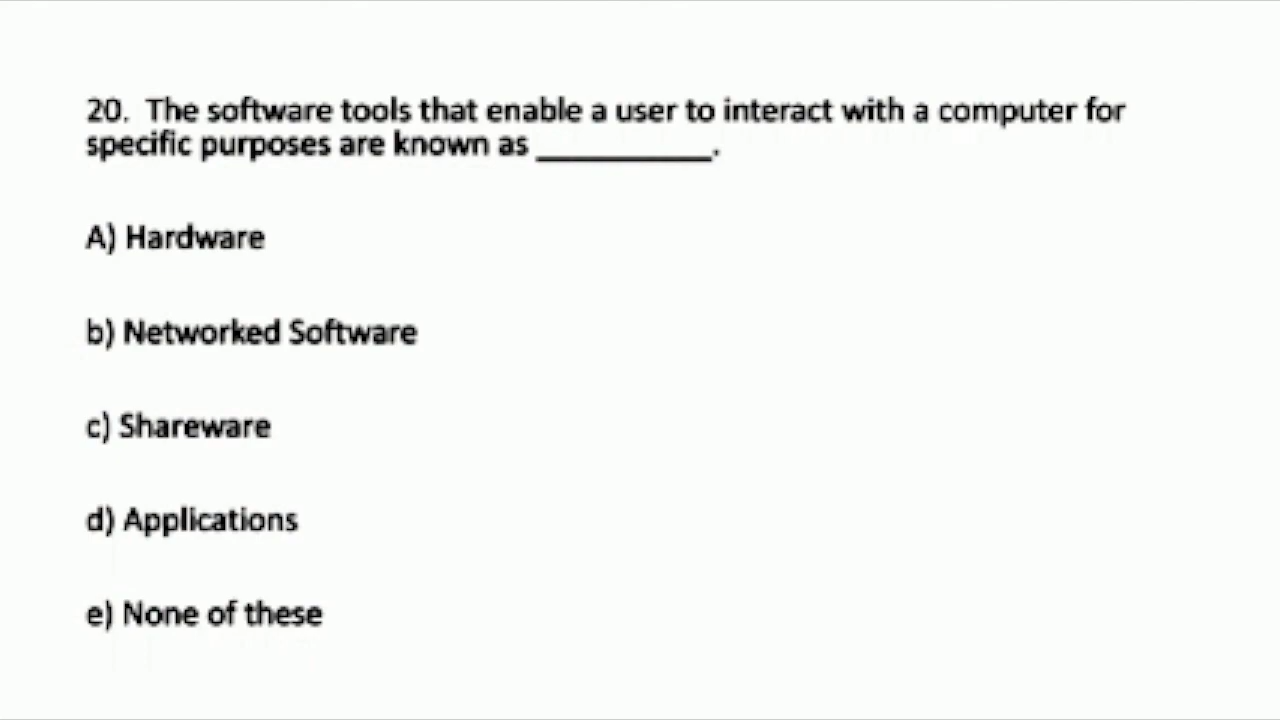 20. The software tools that enable a user to interact with a computer for
specific purposes are known as __________.
A) Hardware
b) Networked Software
c) Shareware
d) Applications
e) None of these